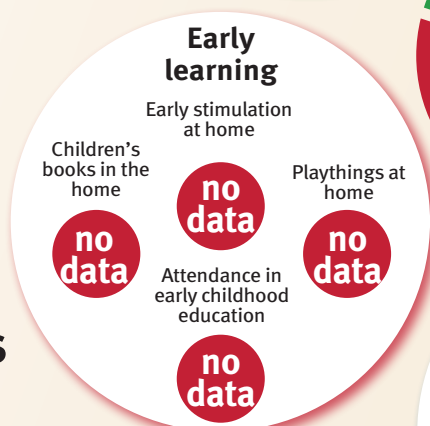 Early
learning
Early stimulation
at home
Children's
books in the
home
no
data
Playthings at
home
no
data
no
data
Attendance in
early childhood
education
no
data
s